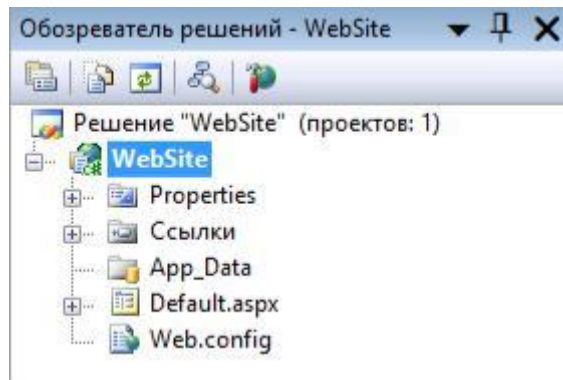 Обозреватель решений - WebSite
Решение "WebSite" (проектов: 1)
WebSite
Properties
Ссылки
App_Data
Default.aspx
Web.config